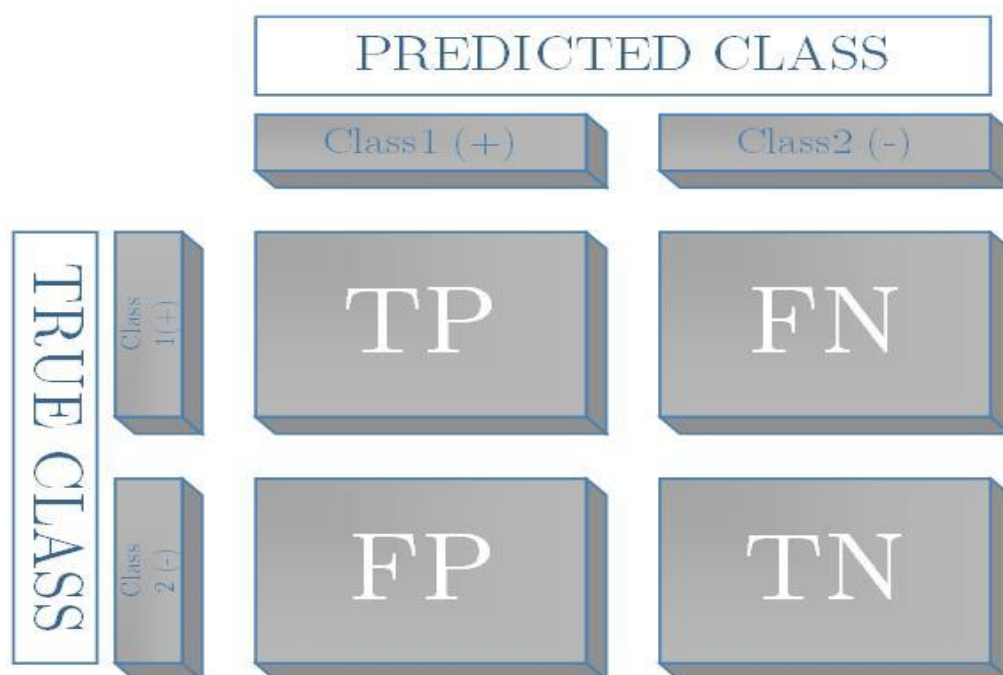 PREDICTED CLASS
Class1 (+)
Class2 (-)
TRUE CLASS
Class
1(+)
TP
FN
Class
2 (-)
FP
TN